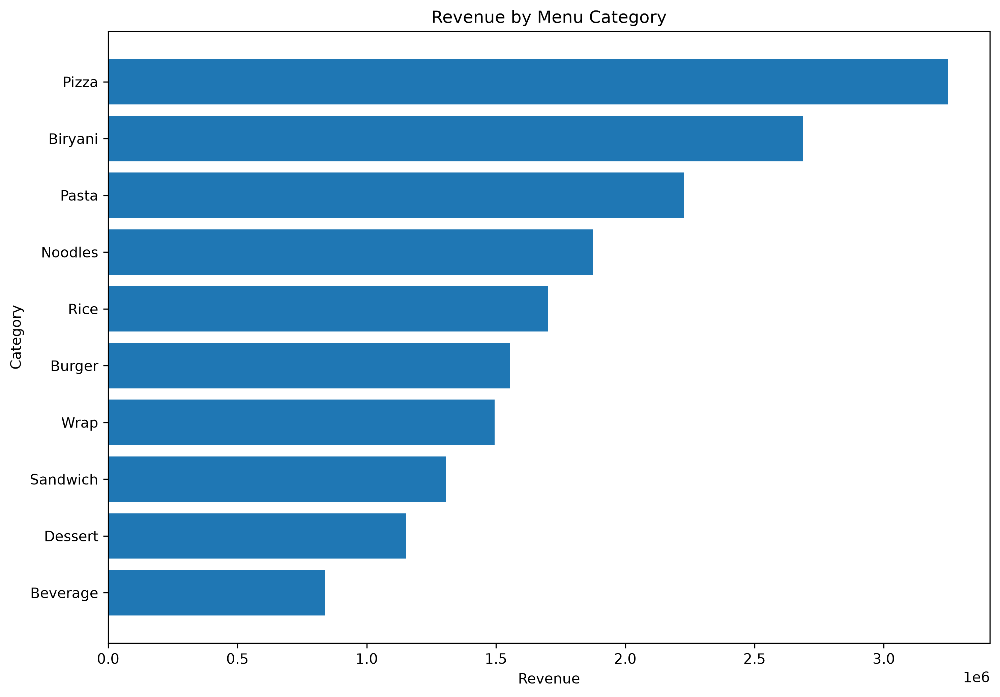 Revenue by Menu Category
Category
Pizza
Biryani
Pasta
Noodles
Rice
Burger
Wrap
Sandwich
Dessert
Beverage
0.0 0.5 1.0 1.5 2.0 2.5 3.0
Revenue
1e6